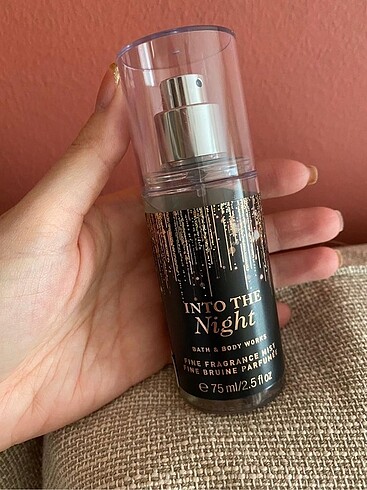 INTO THE
Night
BATH & BODY WORKS
FINE FRAGRANCE MIST
FINE BRUINE PARFUMÉE
℮ 75 ml/2.5 fl oz